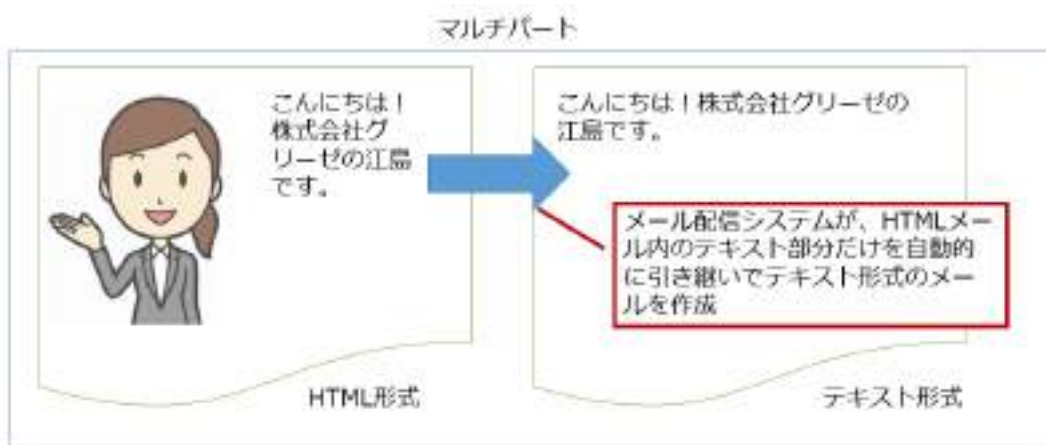 マルチパート
こんにちは！
株式会社グ
リーゼの江島
です。
HTML形式
こんにちは！株式会社グリーゼの
江島です。
メール配信システムが、HTMLメー
ル内のテキスト部分だけを自動的
に引き継いでテキスト形式のメー
ルを作成
テキスト形式